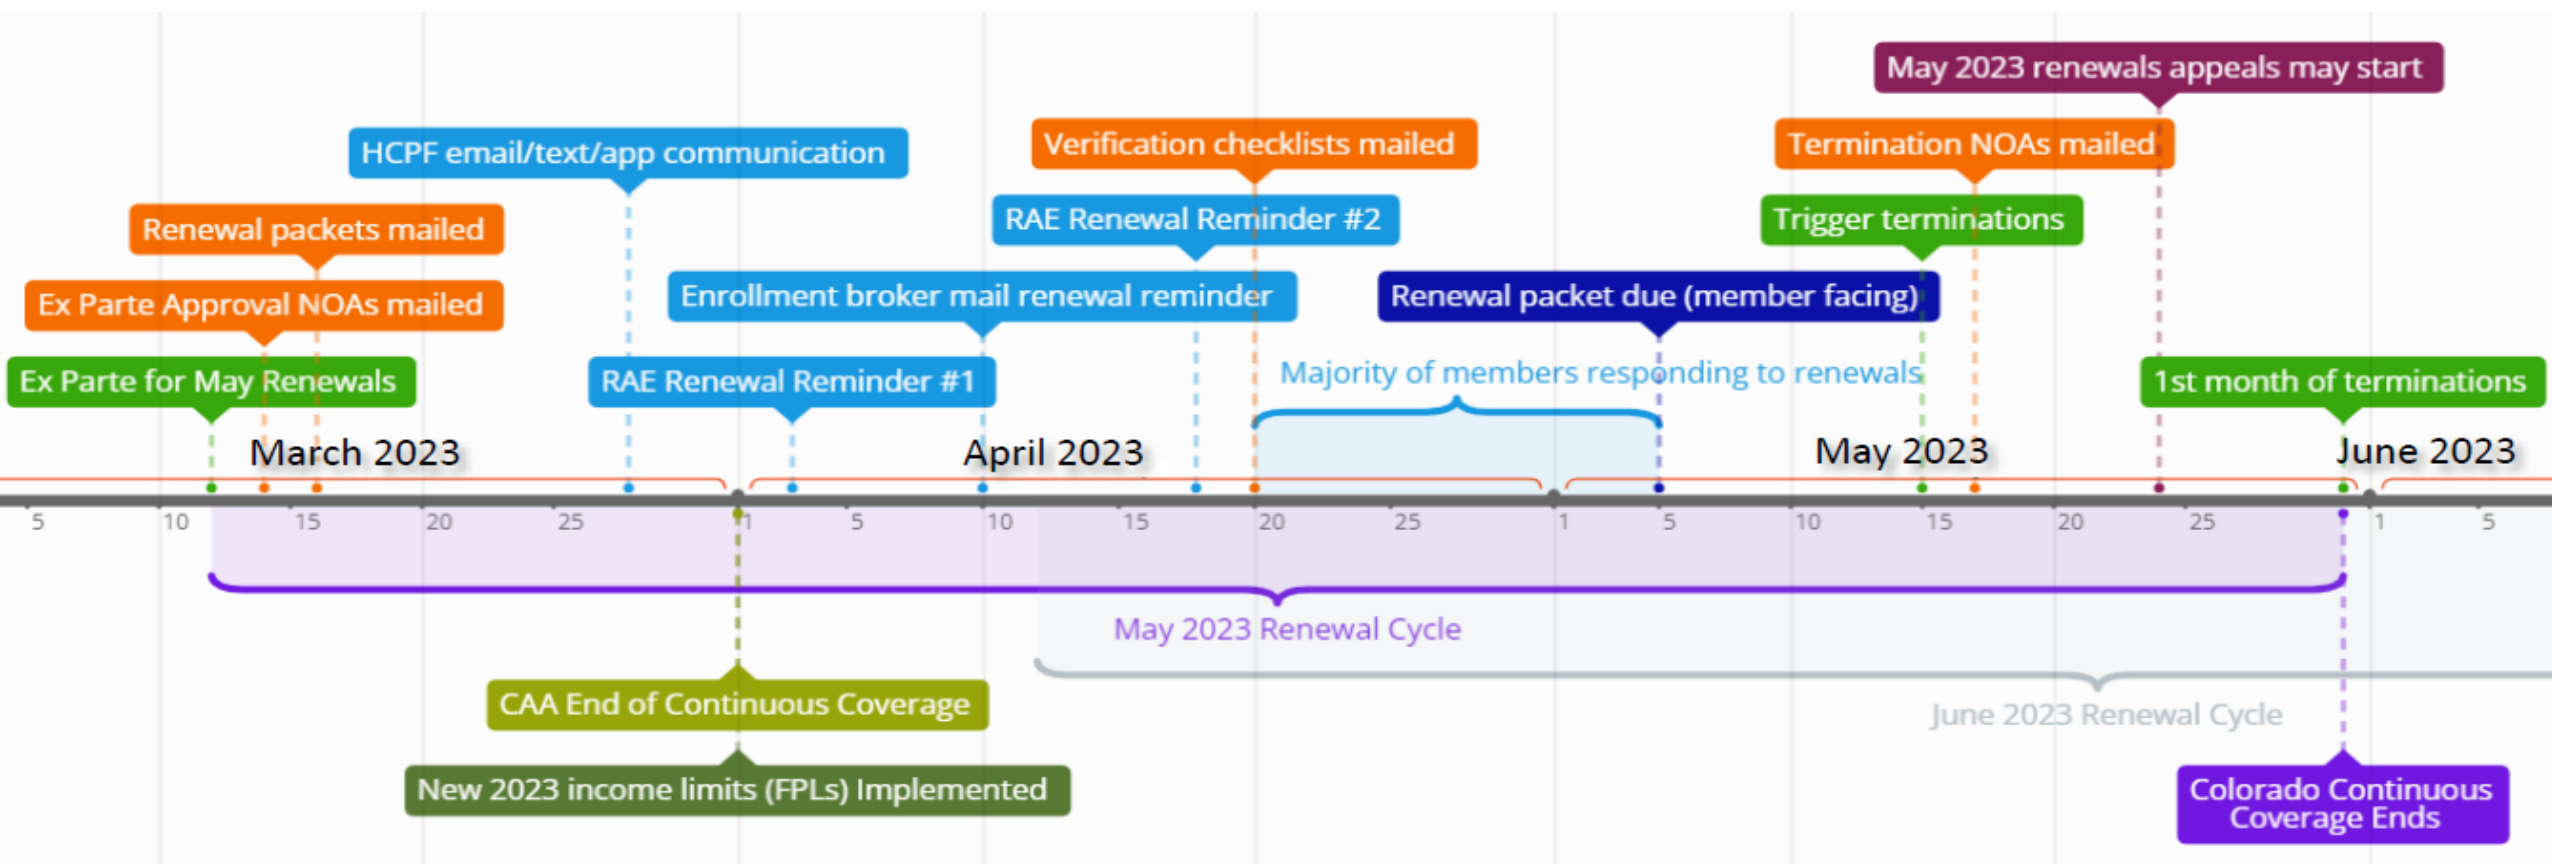 May 2023 renewals appeals may start
HCPF email/text/app communication
Verification checklists mailed
Termination NOAs mailed
Renewal packets mailed
RAE Renewal Reminder #2
Trigger terminations
Ex Parte Approval NOAs mailed
Enrollment broker mail renewal reminder
Renewal packet due (member facing)
Majority of members responding to renewals
Ex Parte for May Renewals
RAE Renewal Reminder #1
1st month of terminations
March 2023
April 2023
May 2023
June 2023
5 10 15 20 25 1 5 10 15 20 25 1 5 10 15 20 25 1 5
May 2023 Renewal Cycle
CAA End of Continuous Coverage
June 2023 Renewal Cycle
New 2023 income limits (FPLs) Implemented
Colorado Continuous
Coverage Ends